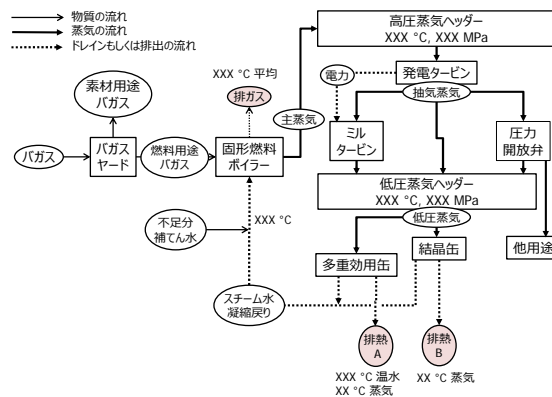 物質の流れ
蒸気の流れ
ドレインもしくは排出の流れ
高圧蒸気ヘッダー
XXX °C, XXX MPa
XXX °C 平均
素材用途
バガス
排ガス
電力
発電タービン
抽気蒸気
主蒸気
バガス
バガス
ヤード
燃料用途
バガス
固形燃料
ボイラー
ミル
タービン
圧力
開放弁
低圧蒸気ヘッダー
XXX °C, XXX MPa
XXX °C
不足分
補てん水
低圧蒸気
多重効用缶
結晶缶
他用途
スチーム水
凝縮戻り
排熱
A
排熱
B
XXX °C 温水
XX °C 蒸気
XX °C 蒸気